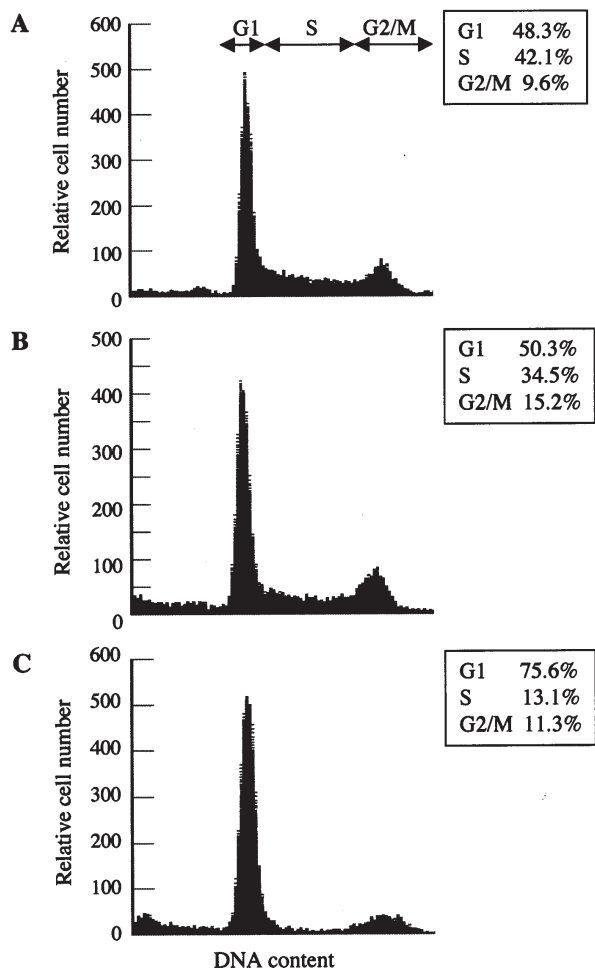 A
G1 S G2/M
G1 48.3%
S 42.1%
G2/M 9.6%
Relative cell number
600
500
400
300
200
100
0
B
G1 50.3%
S 34.5%
G2/M 15.2%
Relative cell number
500
400
300
200
100
0
C
G1 75.6%
S 13.1%
G2/M 11.3%
Relative cell number
600
500
400
300
200
100
0
DNA content